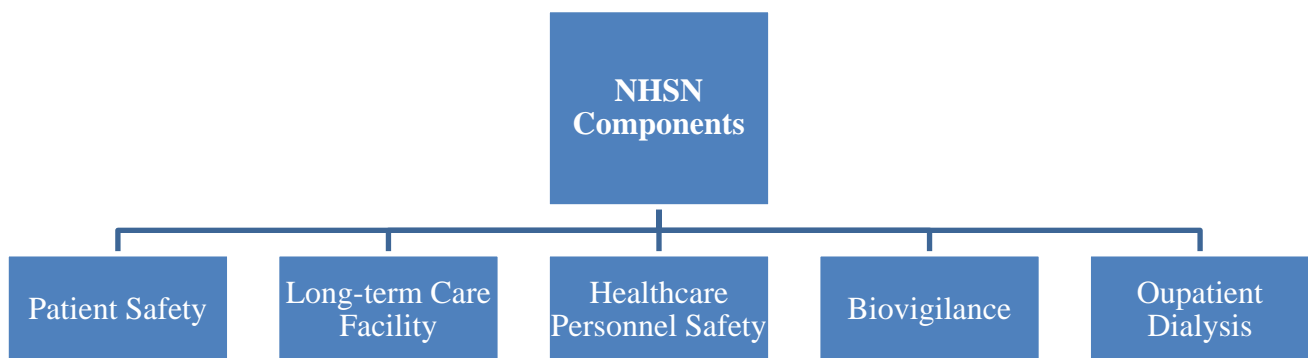 NHSN
Components
Patient Safety
Long-term Care
Facility
Healthcare
Personnel Safety
Biovigilance
Oupatient
Dialysis